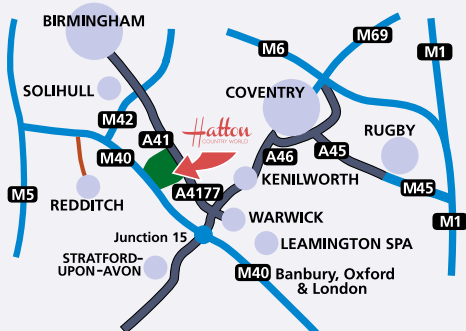 BIRMINGHAM
M6
M69
M1
SOLIHULL
COVENTRY
M42
A41
Hatton
COUNTRY WORLD
RUGBY
M40
A46
A45
M5
REDDITCH
A4177
KENILWORTH
M45
WARWICK
M1
Junction 15
LEAMINGTON SPA
STRATFORD-
UPON-AVON
M40 Banbury, Oxford
& London